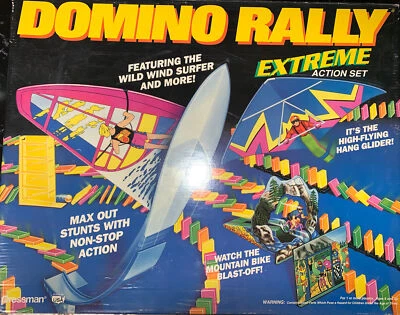 DOMINO RALLY
EXTREME
ACTION SET
FEATURING THE
WILD WIND SURFER
AND MORE!
IT'S THE
HIGH-FLYING
HANG GLIDER!
MAX OUT
STUNTS WITH
NON-STOP
ACTION
WATCH THE
MOUNTAIN BIKE
BLAST-OFF!
Pressman
WARNING: